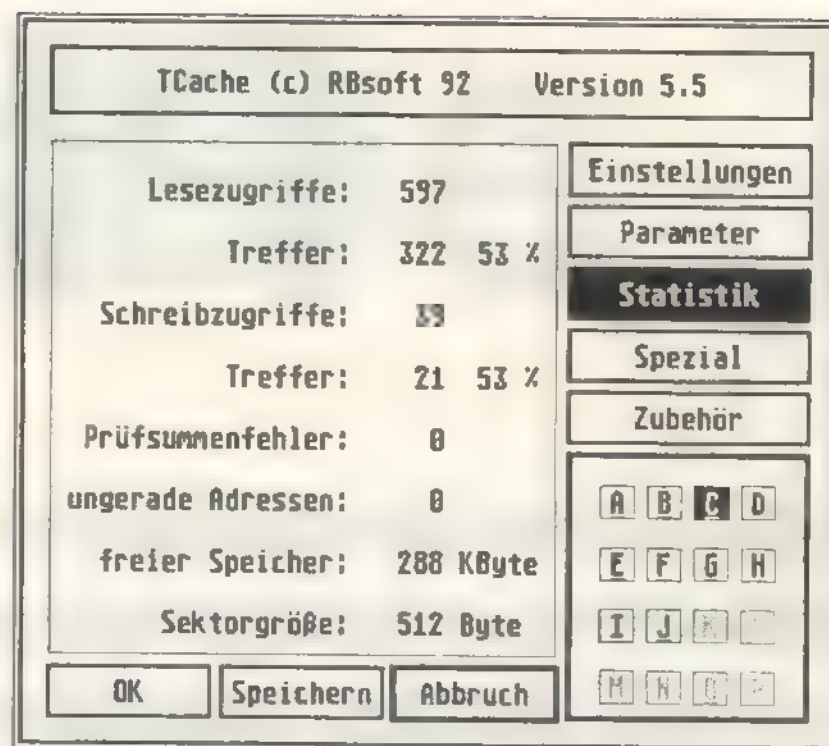 TCache (c) RBsoft 92 Version 5.5
Lesezugriffe: 597
Treffer: 322 53 %
Schreibzugriffe:
Treffer: 21 53 %
Prüfsummenfehler: 0
ungerade Adressen: 0
freier Speicher: 288 KByte
Sektorgröße: 512 Byte
Einstellungen
Parameter
Statistik
Spezial
Zubehör
A B C D
E F G H
I J K
M N O P
OK Speichern Abbruch